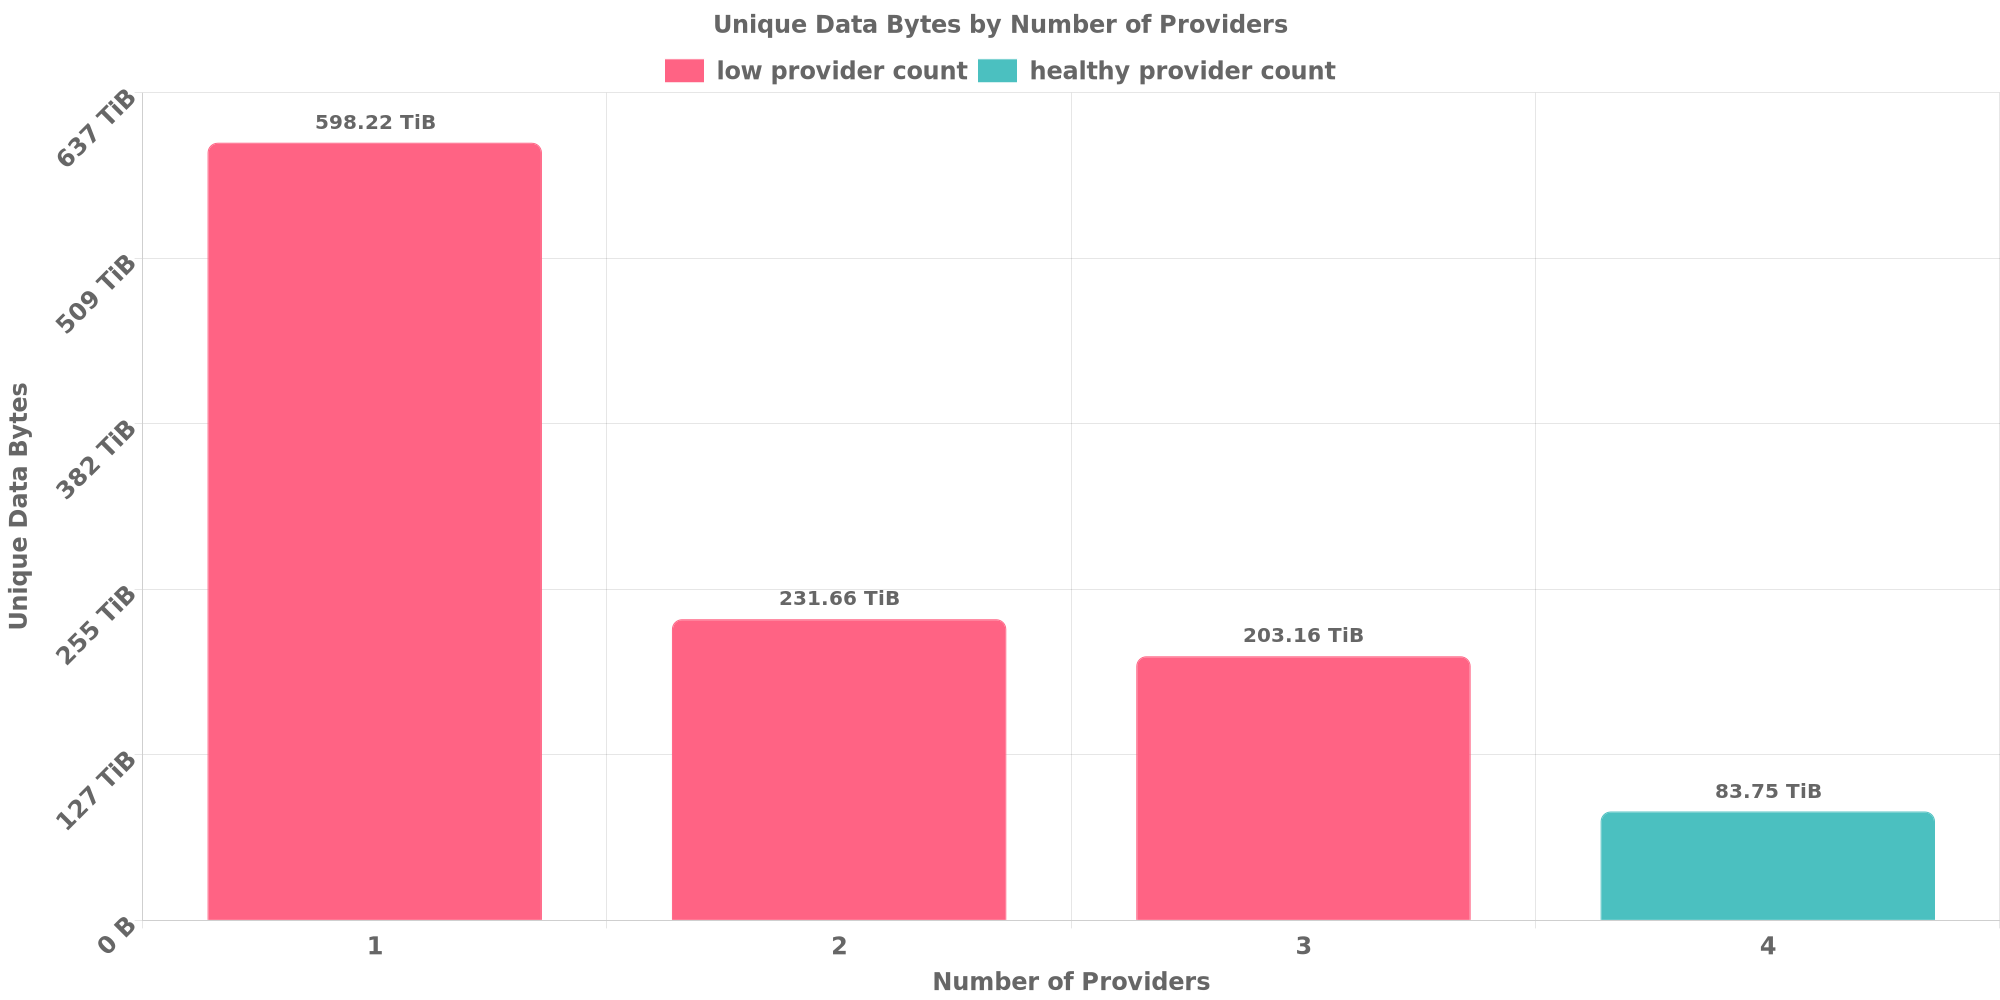 Unique Data Bytes by Number of Providers
low provider count healthy provider count
637 TiB
509 TiB
382 TiB
255 TiB
127 TiB
0 B
Unique Data Bytes
598.22 TiB
231.66 TiB
203.16 TiB
83.75 TiB
1 2 3 4
Number of Providers